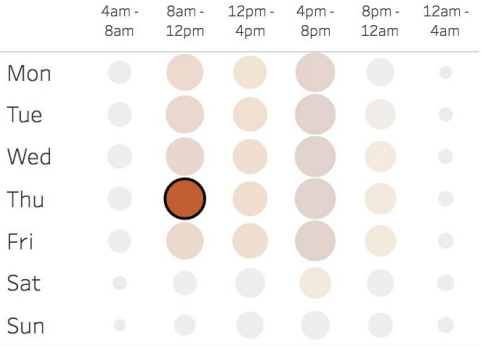 4am - 8am - 12pm - 4pm - 8pm - 12am -
8am 12pm 4pm 8pm 12am 4am
Mon
Tue
Wed
Thu
Fri
Sat
Sun